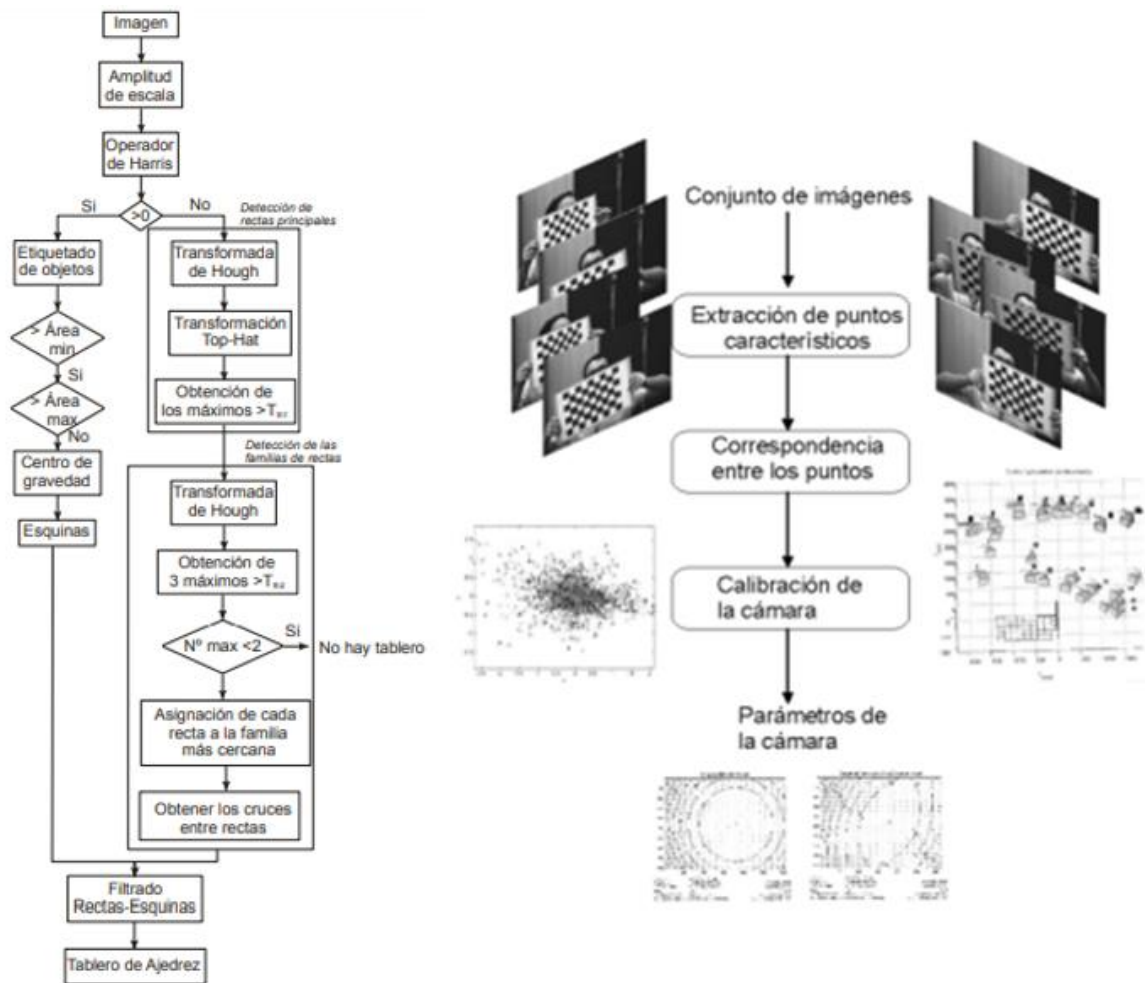 Imagen
Amplitud
de escala
Operador
de Harris
Si
>0
No
Detección de
rectas principales
Etiquetado
de objetos
Transformada
de Hough
> Área
min
Transformación
Top-Hat
Si
> Área
max
Obtención de
los máximos >T
No
Detección de las
familias de rectas
Centro de
gravedad
Transformada
de Hough
Esquinas
Obtención de
3 máximos >T
Nº max <2
Sí
No hay tablero
Asignación de cada
recta a la familia
más cercana
Obtener los cruces
entre rectas
Filtrado
Rectas-Esquinas
Tablero de Ajedrez
Conjunto de imágenes
Extracción de puntos
característicos
Correspondencia
entre los puntos
Calibración de
la cámara
Parámetros de
la cámara